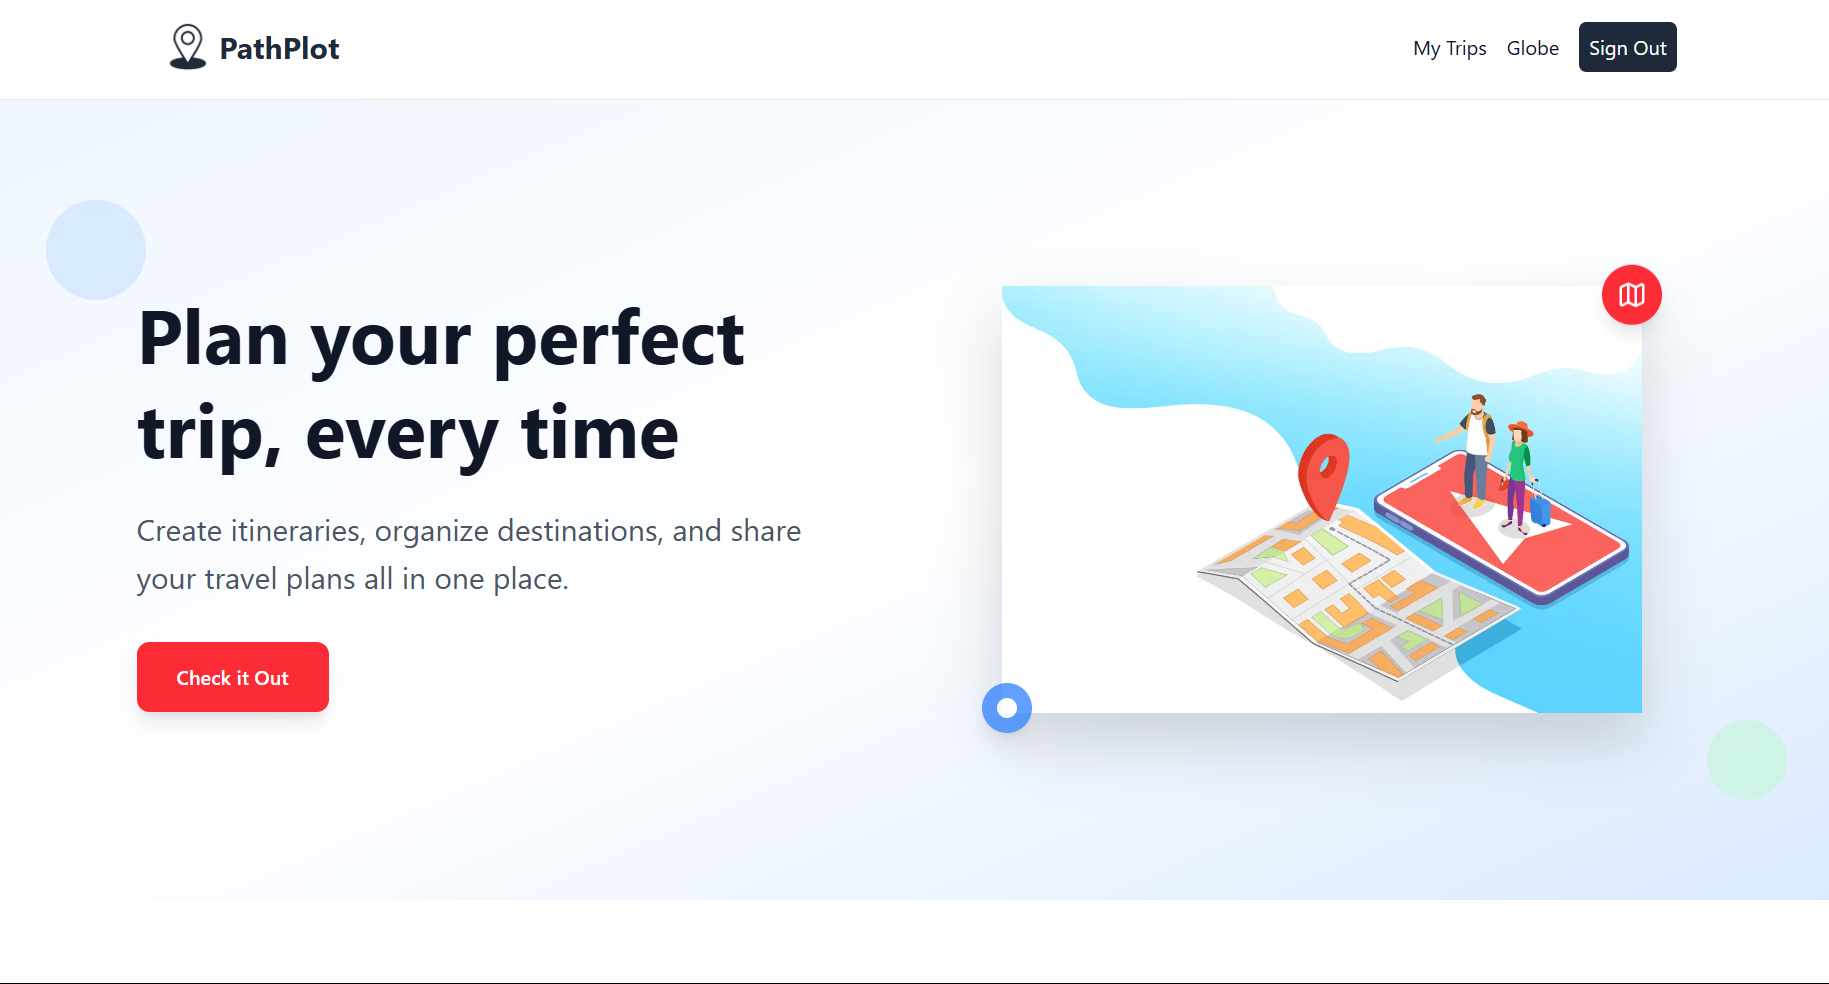 PathPlot
My Trips
Globe
Sign Out
Plan your perfect
trip, every time
Create itineraries, organize destinations, and share
your travel plans all in one place.
Check it Out